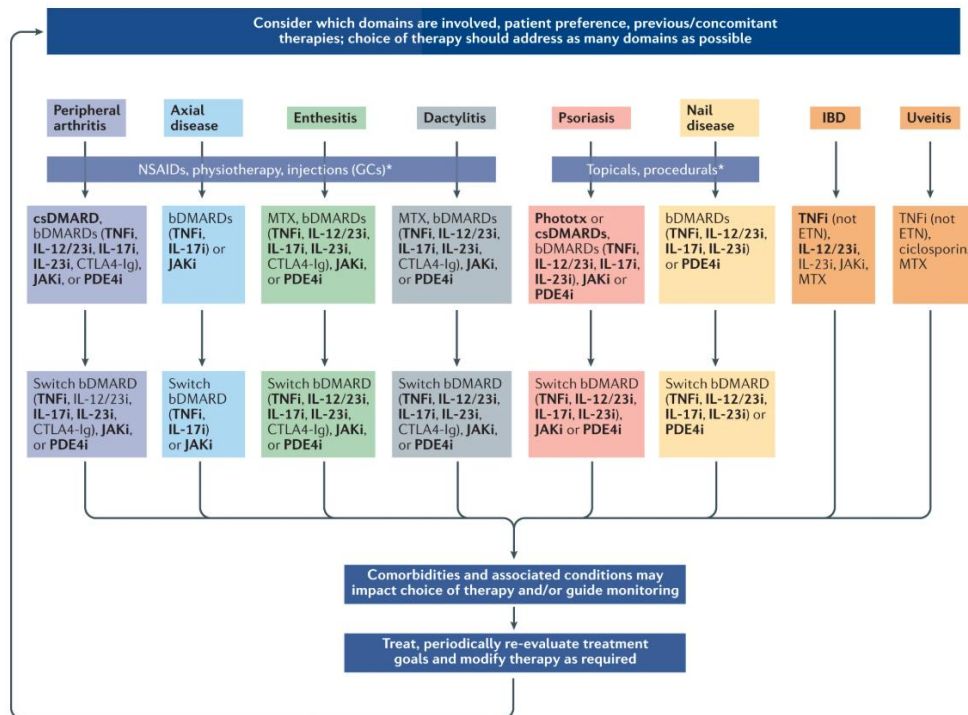 Consider which domains are involved, patient preference, previous/concomitant
therapies; choice of therapy should address as many domains as possible
Peripheral
arthritis
Axial
disease
Enthesitis
Dactylitis
Psoriasis
Nail
disease
IBD
Uveitis
NSAIDs, physiotherapy, injections (GCs)*
Topicals, procedurals*
csDMARD,
bDMARDs (TNFi,
IL-12/23i, IL-17i,
IL-23i, CTLA4-Ig),
JAKi, or PDE4i
bDMARDs
(TNFi,
IL-17i) or
JAKi
MTX, bDMARDs
(TNFi, IL-12/23i,
IL-17i, IL-23i,
CTLA4-Ig), JAKi,
or PDE4i
MTX, bDMARDs
(TNFi, IL-12/23i,
IL-17i, IL-23i,
CTLA4-Ig), JAKi,
or PDE4i
Phototx or
csDMARDs,
bDMARDs (TNFi,
IL-12/23i, IL-17i,
IL-23i), JAKi or
PDE4i
bDMARDs
(TNFi, IL-12/23i,
IL-17i, IL-23i)
or PDE4i
TNFi (not
ETN),
IL-12/23i,
IL-23i, JAKi,
MTX
TNFi (not
ETN),
ciclosporin,
MTX
Switch bDMARD
(TNFi, IL-12/23i,
IL-17i, IL-23i,
CTLA4-Ig), JAKi,
or PDE4i
Switch
bDMARD
(TNFi,
IL-17i)
or JAKi
Switch bDMARD
(TNFi, IL-12/23i,
IL-17i, IL-23i,
CTLA4-Ig), JAKi,
or PDE4i
Switch bDMARD
(TNFi, IL-12/23i,
IL-17i, IL-23i,
CTLA4-Ig), JAKi,
or PDE4i
Switch bDMARD
(TNFi, IL-12/23i,
IL-17i, IL-23i),
JAKi or PDE4i
Switch bDMARD
(TNFi, IL-12/23i,
IL-17i, IL-23i) or
PDE4i
Comorbidities and associated conditions may
impact choice of therapy and/or guide monitoring
Treat, periodically re-evaluate treatment
goals and modify therapy as required